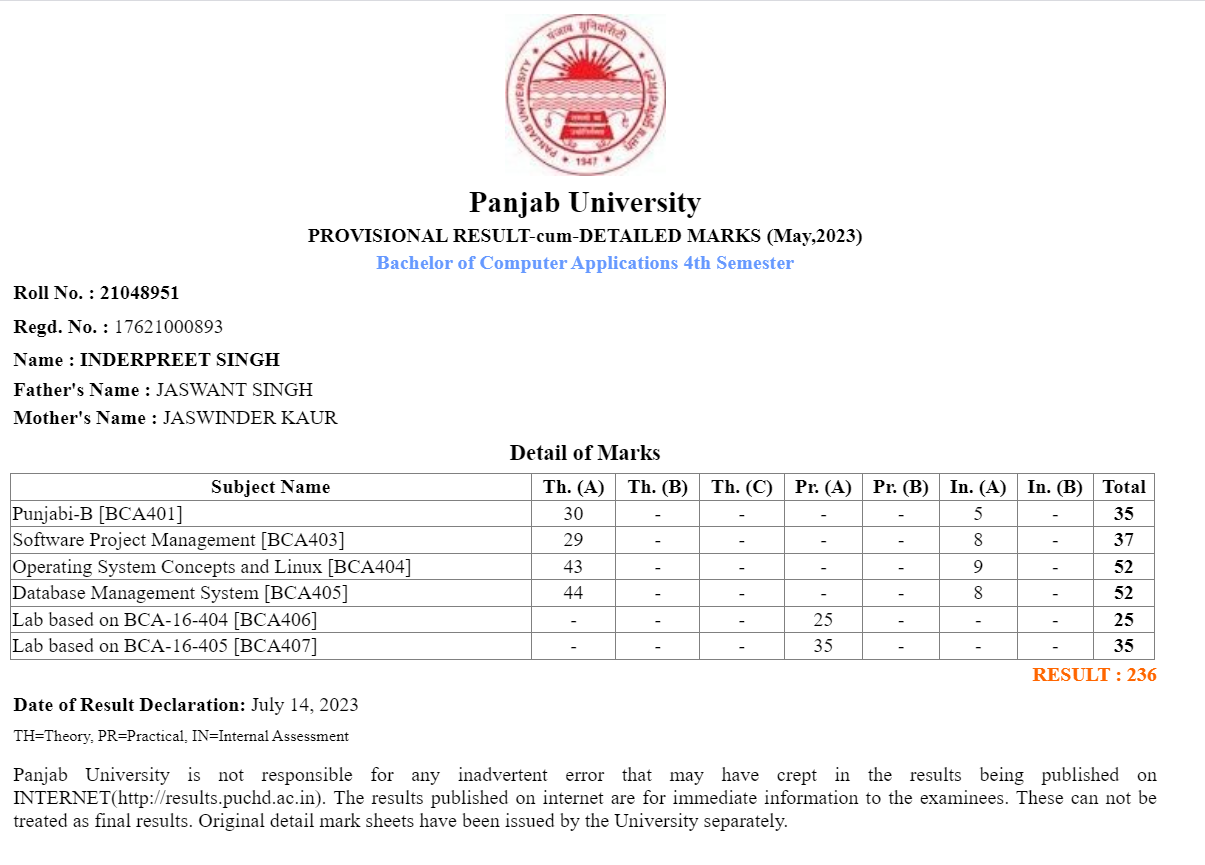 पंजाब यूनिवर्सिटी
PANJAB UNIVERSITY
ਪੰਜਾਬ ਯੂਨੀਵਰਸਿਟੀ
1947
Panjab University
PROVISIONAL RESULT-cum-DETAILED MARKS (May,2023)
Bachelor of Computer Applications 4th Semester
Roll No. : 21048951
Regd. No. : 17621000893
Name : INDERPREET SINGH
Father's Name : JASWANT SINGH
Mother's Name : JASWINDER KAUR
Detail of Marks
Subject Name Th. (A) Th. (B) Th. (C) Pr. (A) Pr. (B) In. (A) In. (B) Total
Punjabi-B [BCA401] 30 - - - - 5 - 35
Software Project Management [BCA403] 29 - - - - 8 - 37
Operating System Concepts and Linux [BCA404] 43 - - - - 9 - 52
Database Management System [BCA405] 44 - - - - 8 - 52
Lab based on BCA-16-404 [BCA406] - - - 25 - - - 25
Lab based on BCA-16-405 [BCA407] - - - 35 - - - 35
RESULT : 236
Date of Result Declaration: July 14, 2023
TH=Theory, PR=Practical, IN=Internal Assessment
Panjab University is not responsible for any inadvertent error that may have crept in the results being published on
INTERNET(http://results.puchd.ac.in). The results published on internet are for immediate information to the examinees. These can not be
treated as final results. Original detail mark sheets have been issued by the University separately.